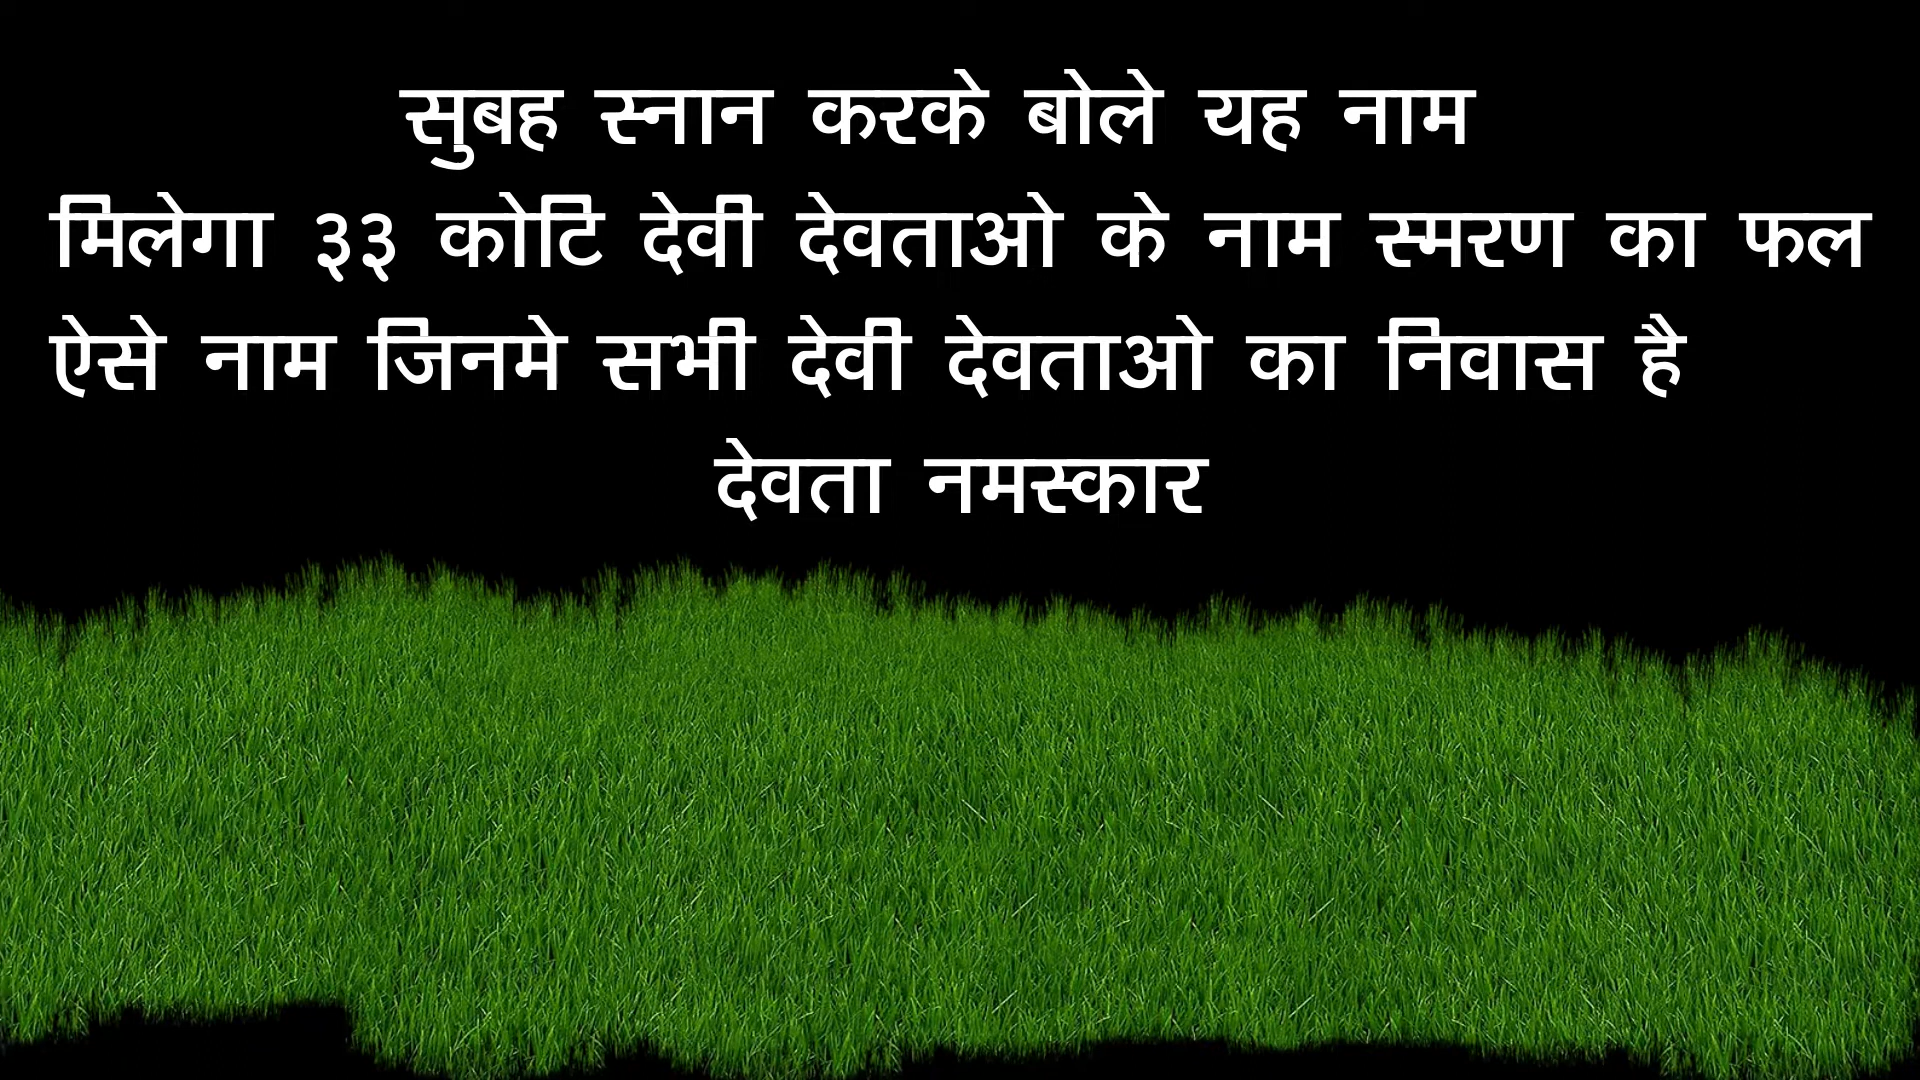 सुबह स्नान करके बोले यह नाम
मिलेगा ३३ कोटि देवी देवताओ के नाम स्मरण का फल
ऐसे नाम जिनमे सभी देवी देवताओ का निवास है
देवता नमस्कार